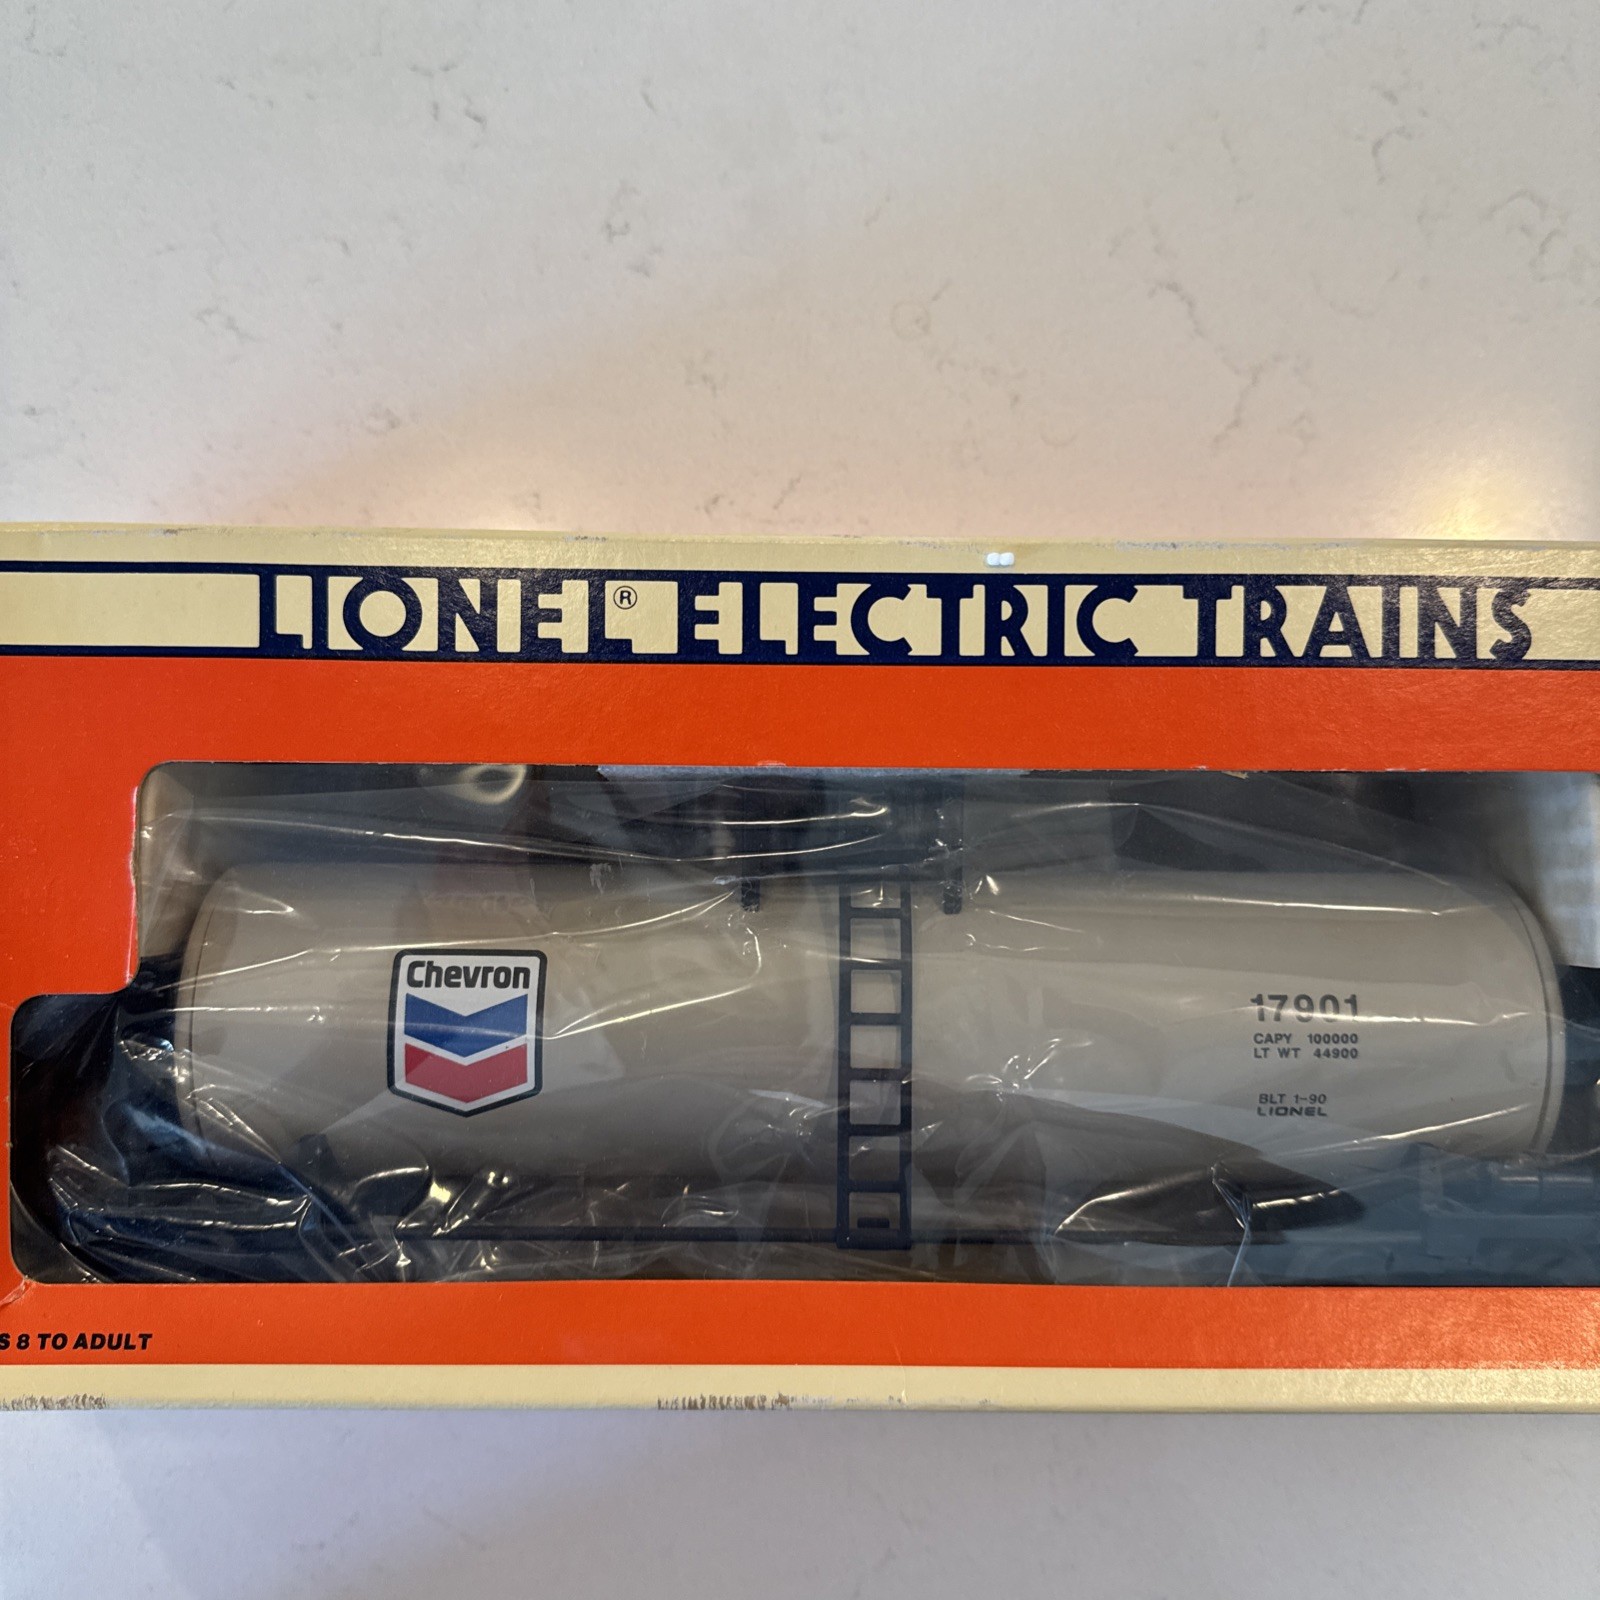 LIONEL® ELECTRIC TRAINS
Chevron
17901
CAPY 100000
LT WT 44900
BLT 1-90
LIONEL
8 TO ADULT